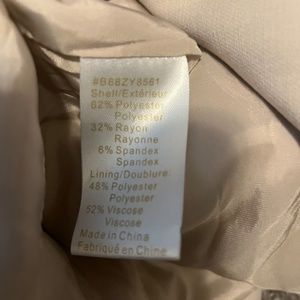 #B88ZY8561
Shell/Extérieur
62% Polyester
Polyester
32% Rayon
Rayonne
6% Spandex
Spandex
Lining/Doublure:
48% Polyester
Polyester
52% Viscose
Viscose
Made in China
Fabriqué en Chine